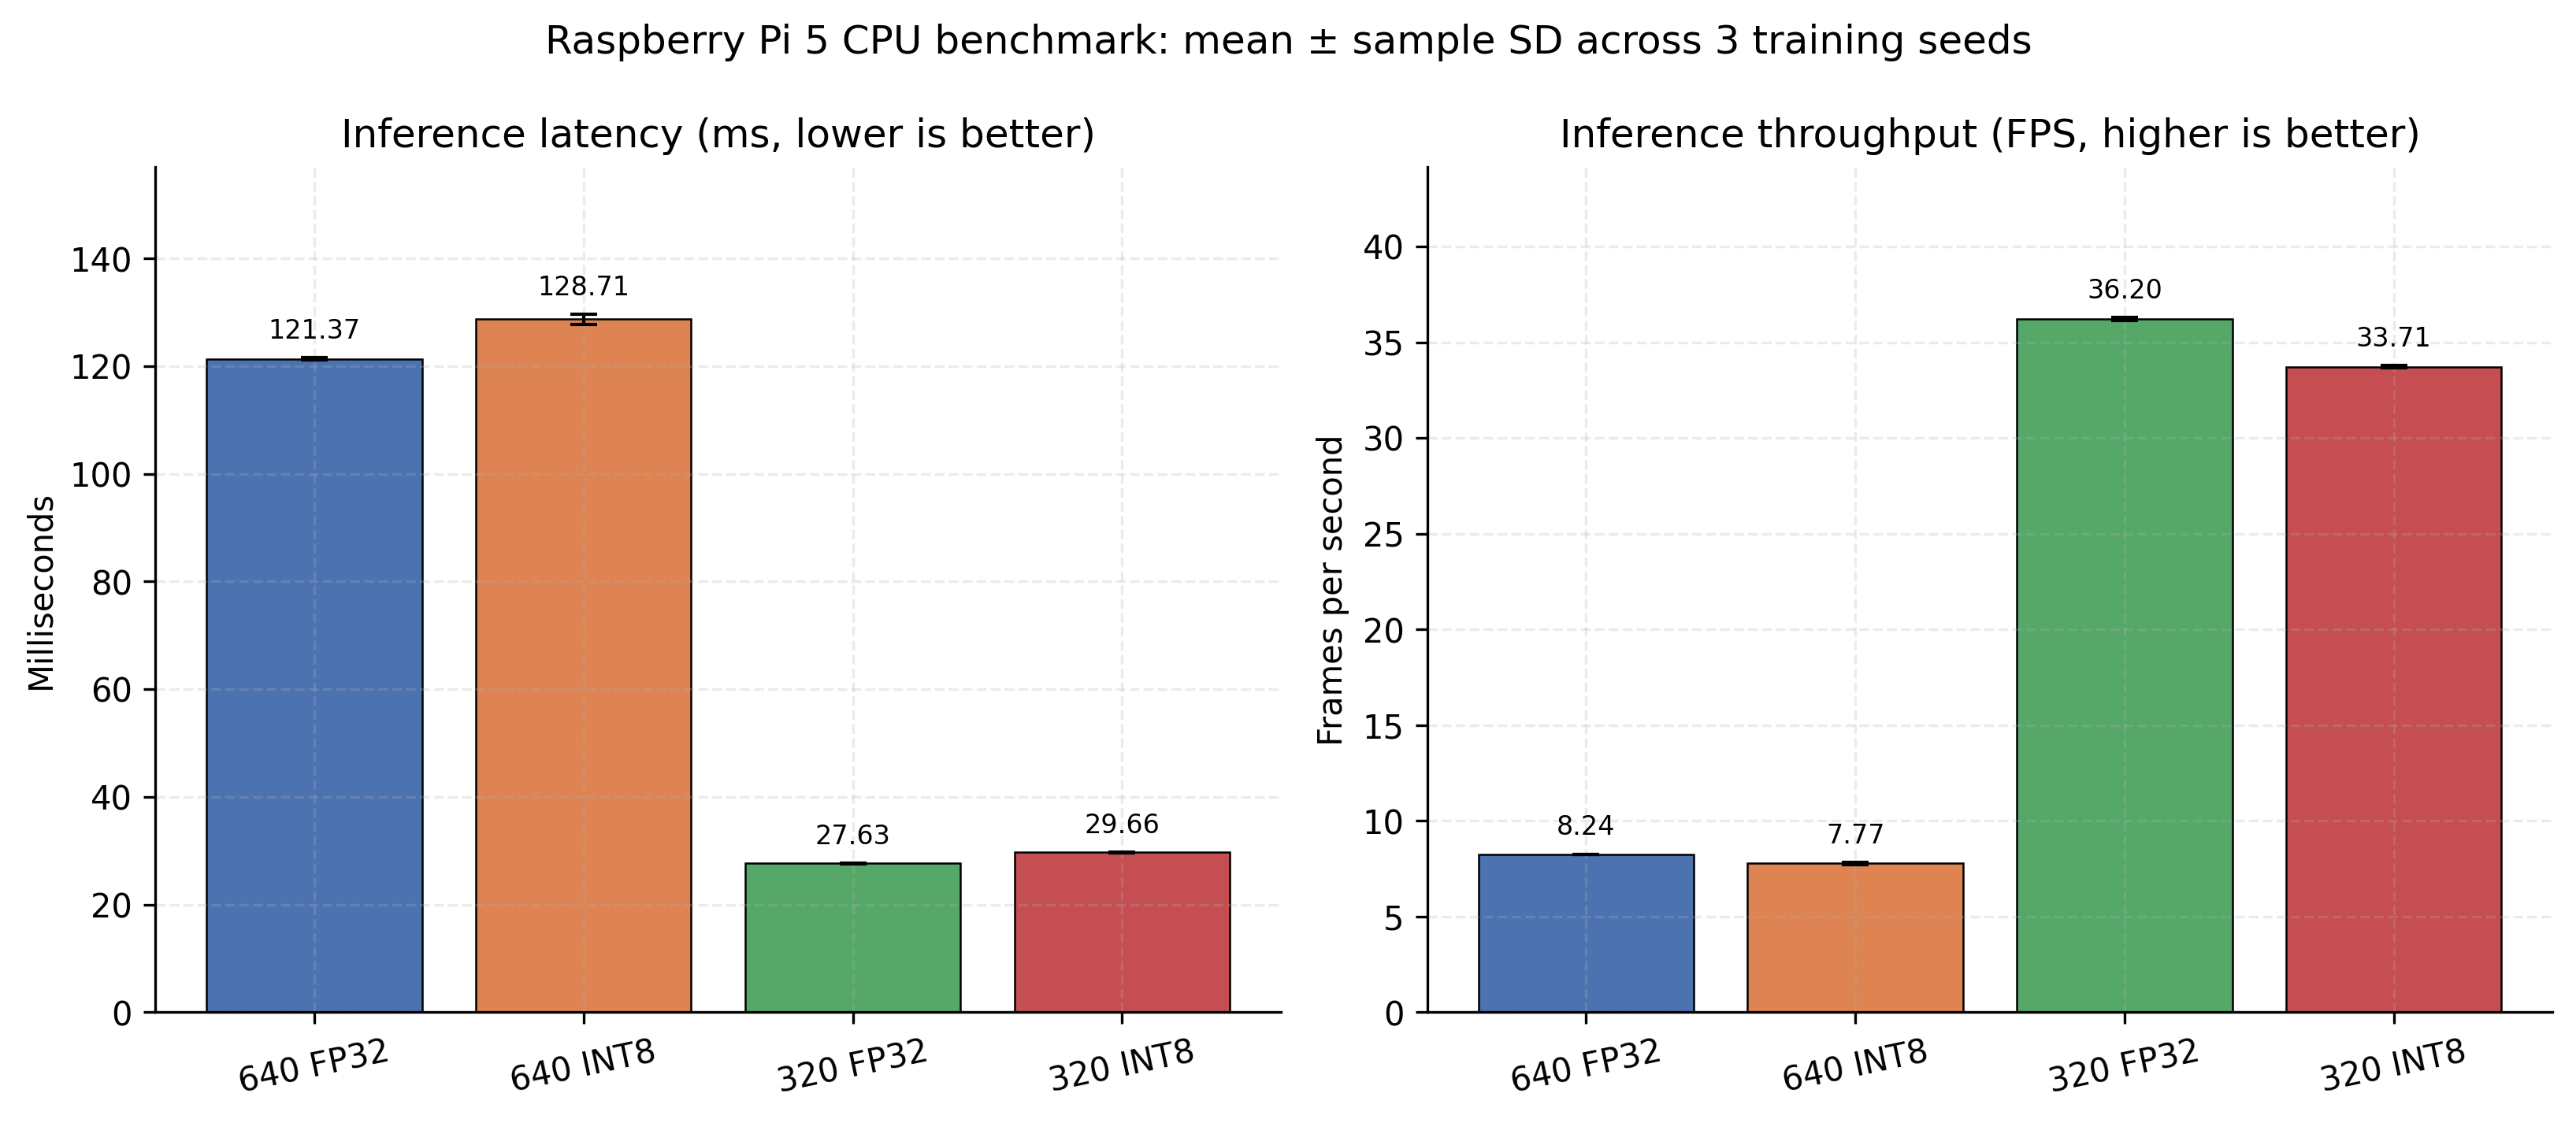 Raspberry Pi 5 CPU benchmark: mean ± sample SD across 3 training seeds
Inference latency (ms, lower is better)
Milliseconds
140
120
100
80
60
40
20
0
121.37
128.71
27.63
29.66
640 FP32
640 INT8
320 FP32
320 INT8
Inference throughput (FPS, higher is better)
Frames per second
40
35
30
25
20
15
10
5
0
8.24
7.77
36.20
33.71
640 FP32
640 INT8
320 FP32
320 INT8